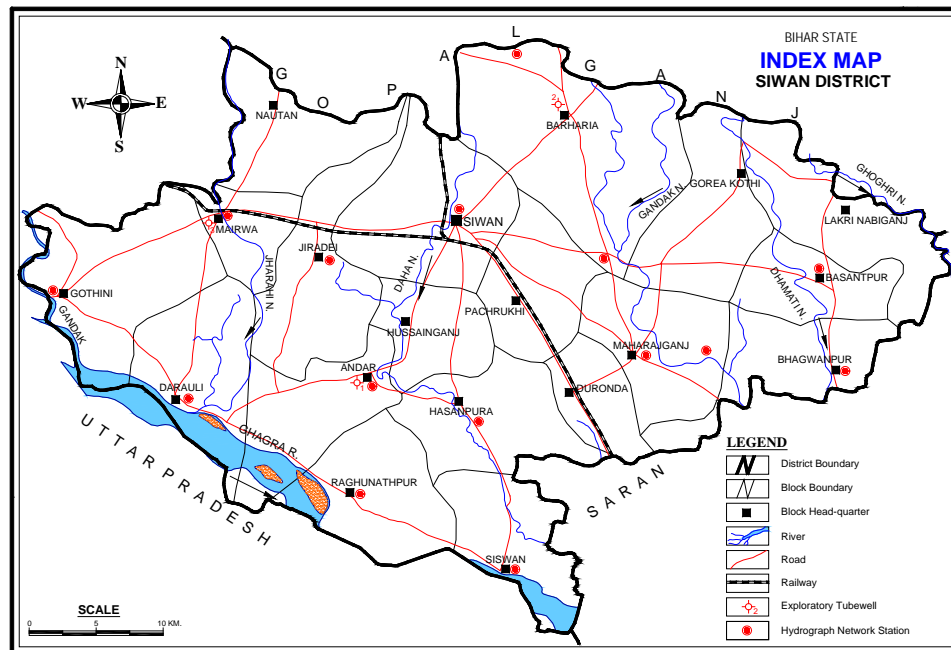 BIHAR STATE
INDEX MAP
SIWAN DISTRICT
N
W E
S
G O P A L G A N J
NAUTAN
2
BARHARIA
GOREA KOTHI
GHOGHRI N.
LAKRI NABIGANJ
GANDAK N.
MAIRWA
SIWAN
JIRADEI
JHARAHI N.
DAHA N.
DHAMATI N.
BASANTPUR
GOTHINI
GANDAK
PACHRUKHI
HUSSAINGANJ
MAHARAJGANJ
BHAGWANPUR
ANDAR
1
DARAULI
DURONDA
HASANPURA
GHAGRA R.
UTTAR PRADESH
RAGHUNATHPUR
SARAN
SISWAN
LEGEND
District Boundary
Block Boundary
Block Head-quarter
River
Road
Railway
2 Exploratory Tubewell
Hydrograph Network Station
SCALE
0 5 10 KM.